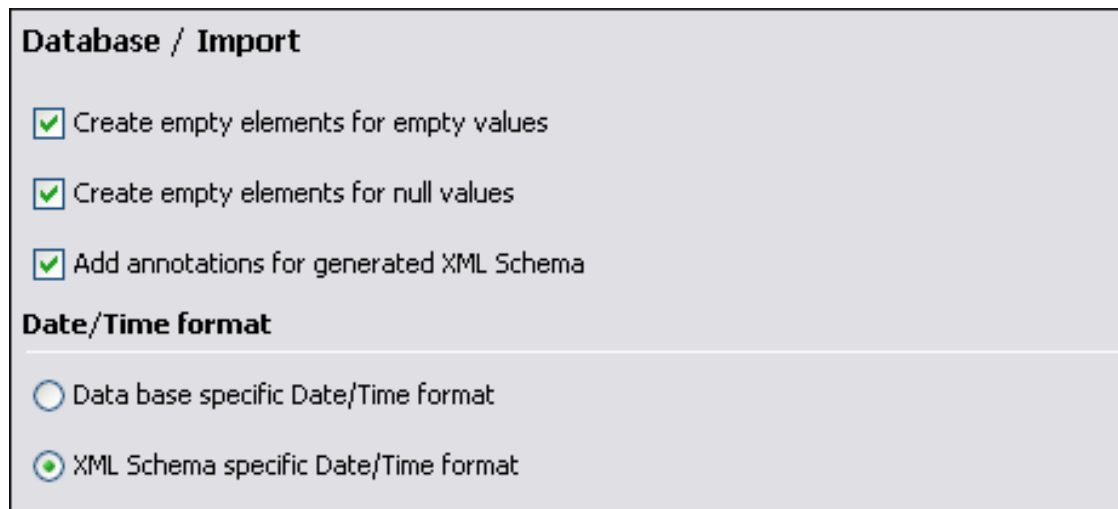 Database / Import
Create empty elements for empty values
Create empty elements for null values
Add annotations for generated XML Schema
Date/Time format
Data base specific Date/Time format
XML Schema specific Date/Time format